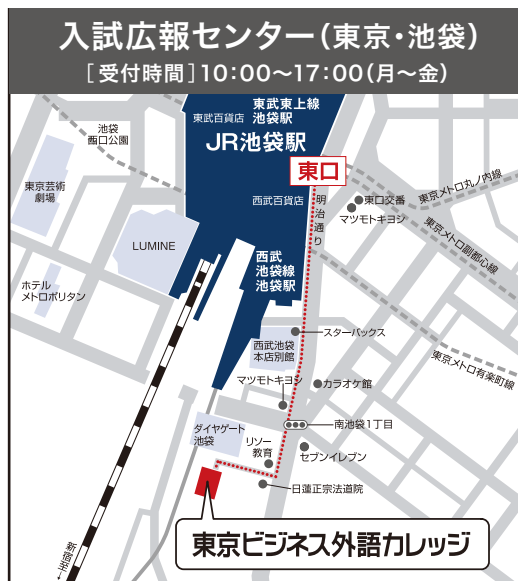 入試広報センター(東京・池袋)
[受付時間]10:00〜17:00(月〜金)
東武東上線
池袋駅
東武百貨店
JR池袋駅
池袋
西口公園
東口
東京芸術
劇場
西武百貨店
明治通り
東口交番
マツモトキヨシ
東京メトロ丸ノ内線
東京メトロ副都心線
LUMINE
西武
池袋線
池袋駅
ホテル
メトロポリタン
スターバックス
西武池袋
本店別館
東京メトロ有楽町線
マツモトキヨシ
カラオケ館
ダイヤゲート
池袋
南池袋1丁目
リソー
教育
セブンイレブン
日蓮正宗法道院
東京ビジネス外語カレッジ
新宿至→